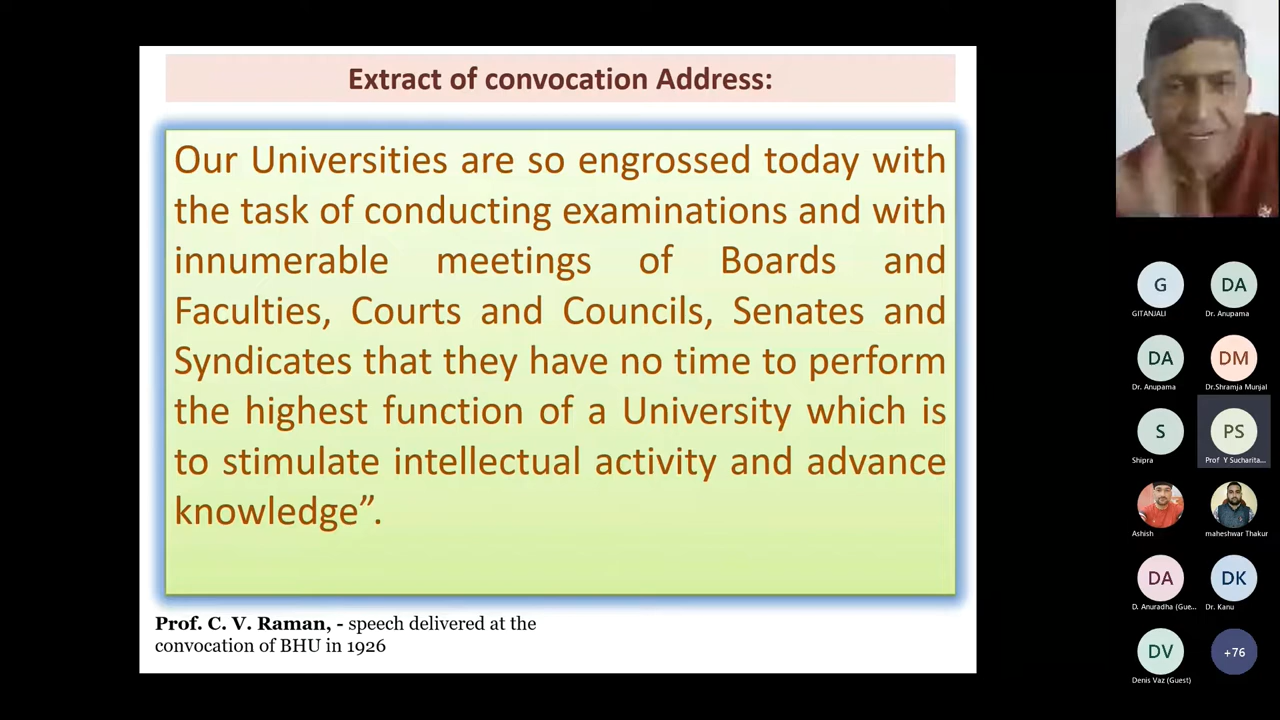 Extract of convocation Address:
Our Universities are so engrossed today with
the task of conducting examinations and with
innumerable meetings of Boards and
Faculties, Courts and Councils, Senates and
Syndicates that they have no time to perform
the highest function of a University which is
to stimulate intellectual activity and advance
knowledge”.
Prof. C. V. Raman, - speech delivered at the
convocation of BHU in 1926
G
GITANJALI
DA
Dr. Anupama
DA
Dr. Anupama
DM
Dr.Shramja Munjal
S
Shipra
PS
Prof Y Sucharita...
Ashish
maheshwar Thakur
DA
D. Anuradha (Gue...
DK
Dr. Kanu
DV
Denis Vaz (Guest)
+76